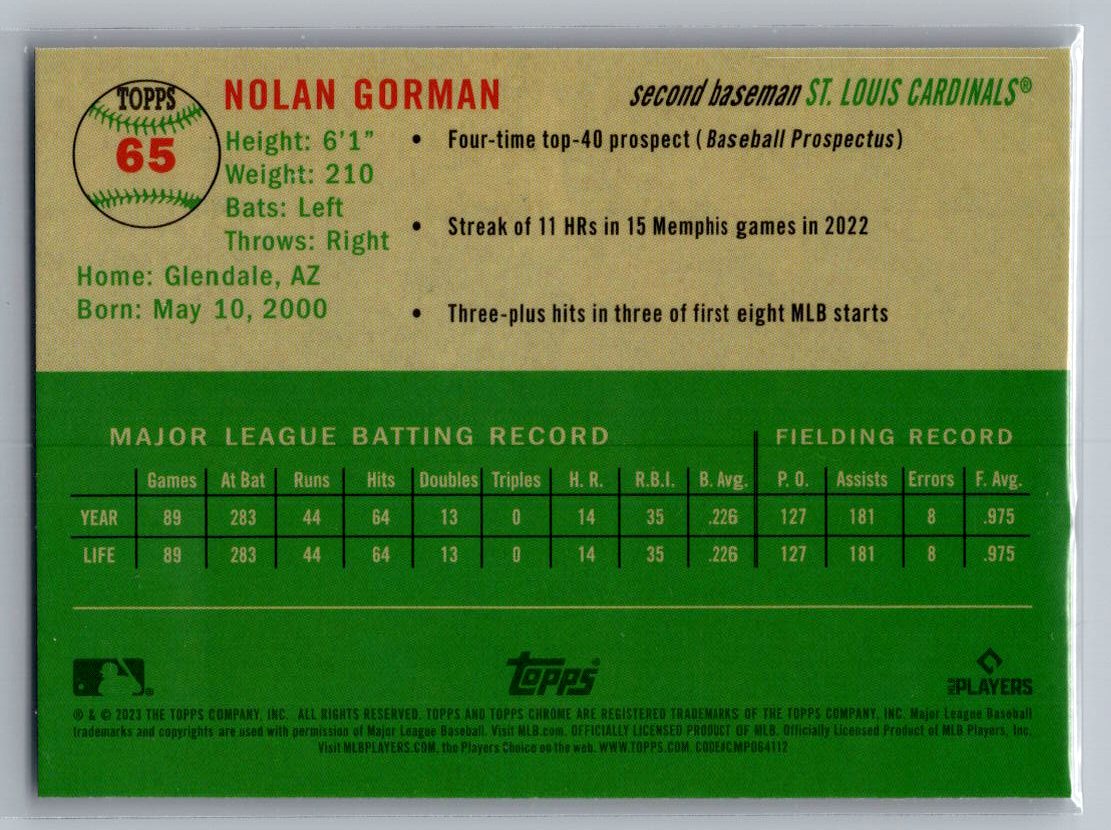 TOPPS
65
NOLAN GORMAN
second baseman ST. LOUIS CARDINALS®
Height: 6'1"
Weight: 210
Bats: Left
Throws: Right
Home: Glendale, AZ
Born: May 10, 2000
• Four-time top-40 prospect (Baseball Prospectus)
• Streak of 11 HRs in 15 Memphis games in 2022
• Three-plus hits in three of first eight MLB starts
MAJOR LEAGUE BATTING RECORD FIELDING RECORD
Games At Bat Runs Hits Doubles Triples H. R. R.B.I. B. Avg. P. O. Assists Errors F. Avg.
YEAR 89 283 44 64 13 0 14 35 .226 127 181 8 .975
LIFE 89 283 44 64 13 0 14 35 .226 127 181 8 .975
Topps® MLB PLAYERS
® & © 2023 THE TOPPS COMPANY, INC. ALL RIGHTS RESERVED. TOPPS AND TOPPS CHROME ARE REGISTERED TRADEMARKS OF THE TOPPS COMPANY, INC. Major League Baseball
trademarks and copyrights are used with permission of Major League Baseball. Visit MLB.com. OFFICIALLY LICENSED PRODUCT OF MLB. Officially Licensed Product of MLB Players, Inc.
Visit MLBPLAYERS.COM, the Players Choice on the web. WWW.TOPPS.COM CODE#CMP064112